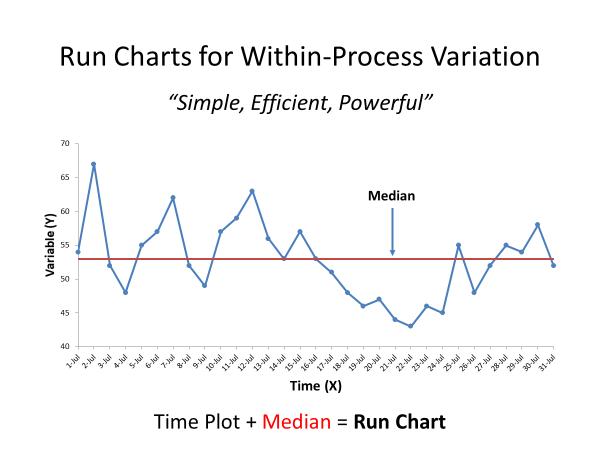 Run Charts for Within-Process Variation
“Simple, Efficient, Powerful”
70
65
60
55
50
45
40
Variable (Y)
Median
1-Jul
2-Jul
3-Jul
4-Jul
5-Jul
6-Jul
7-Jul
8-Jul
9-Jul
10-Jul
11-Jul
12-Jul
13-Jul
14-Jul
15-Jul
16-Jul
17-Jul
18-Jul
19-Jul
20-Jul
21-Jul
22-Jul
23-Jul
24-Jul
25-Jul
26-Jul
27-Jul
28-Jul
29-Jul
30-Jul
31-Jul
Time (X)
Time Plot + Median = Run Chart